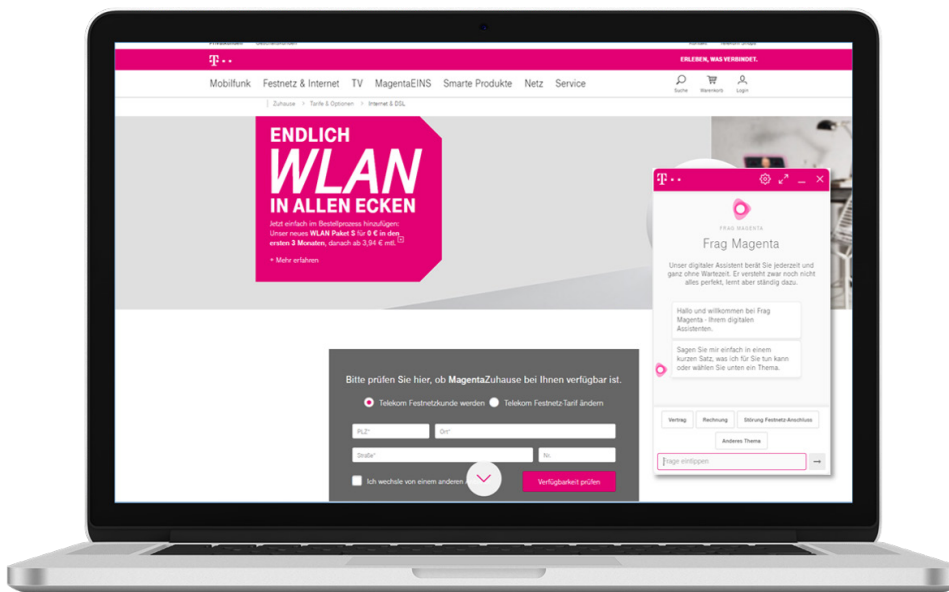 Privatkunden Geschäftskunden Kontakt Telekom Shops
T
ERLEBEN, WAS VERBINDET.
Mobilfunk Festnetz & Internet TV MagentaEINS Smarte Produkte Netz Service
Suche Warenkorb Login
Zuhause > Tarife & Optionen > Internet & DSL
ENDLICH
WLAN
IN ALLEN ECKEN
Jetzt einfach im Bestellprozess hinzufügen:
Unser neues WLAN Paket S für 0 € in den
ersten 3 Monaten, danach ab 3,94 € mtl.
+ Mehr erfahren
Bitte prüfen Sie hier, ob MagentaZuhause bei Ihnen verfügbar ist.
Telekom Festnetzkunde werden Telekom Festnetz-Tarif ändern
PLZ* Ort*
Straße* Nr.
Ich wechsle von einem anderen
Verfügbarkeit prüfen
T
FRAG MAGENTA
Frag Magenta
Unser digitaler Assistent berät Sie jederzeit und
ganz ohne Wartezeit. Er versteht zwar noch nicht
alles perfekt, lernt aber ständig dazu.
Hallo und willkommen bei Frag
Magenta - Ihrem digitalen
Assistenten.
Sagen Sie mir einfach in einem
kurzen Satz, was ich für Sie tun kann
oder wählen Sie unten ein Thema.
Vertrag Rechnung Störung Festnetz-Anschluss
Anderes Thema
Frage eintippen